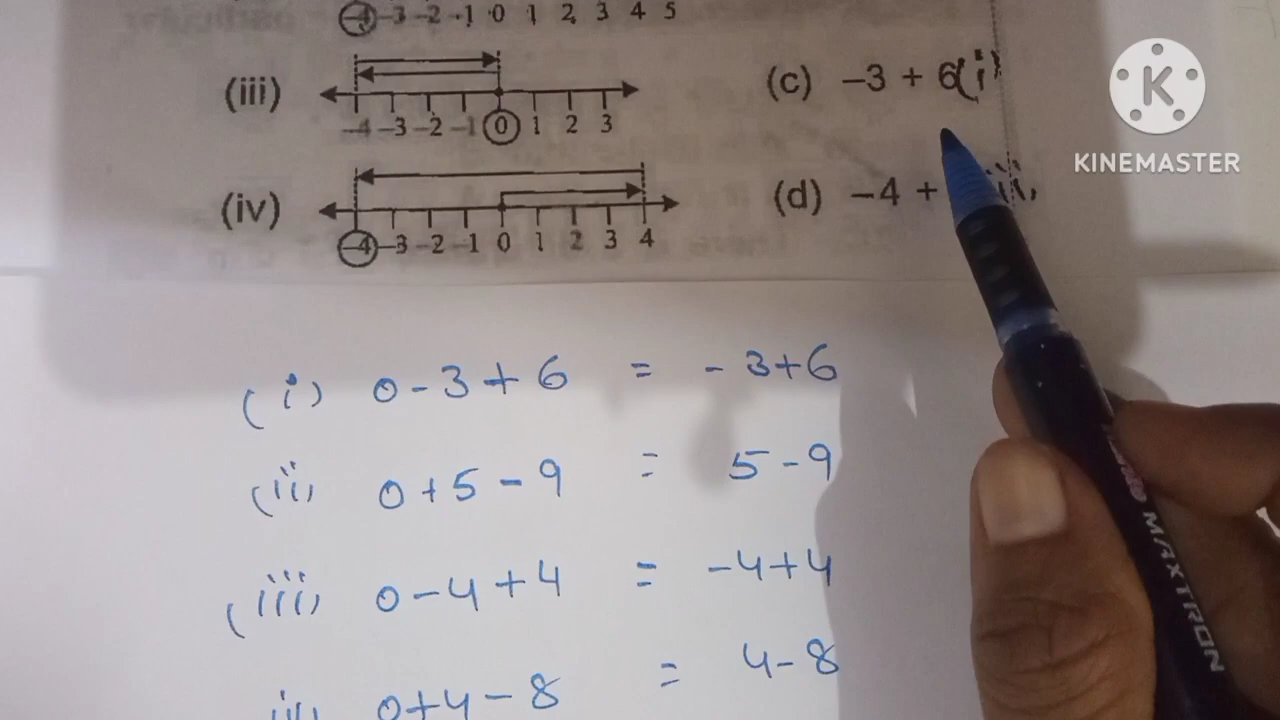 -4 -3 -2 -1 0 1 2 3 4 5
(iii)
-4 -3 -2 -1 0 1 2 3
(c) -3 + 6 (i)
K
KINEMASTER
(iv)
-4 -3 -2 -1 0 1 2 3 4
(d) -4 +
(i) 0 - 3 + 6 = - 3 + 6
(ii) 0 + 5 - 9 = 5 - 9
(iii) 0 - 4 + 4 = - 4 + 4
0 + 4 - 8 = 4 - 8
MAXTRON